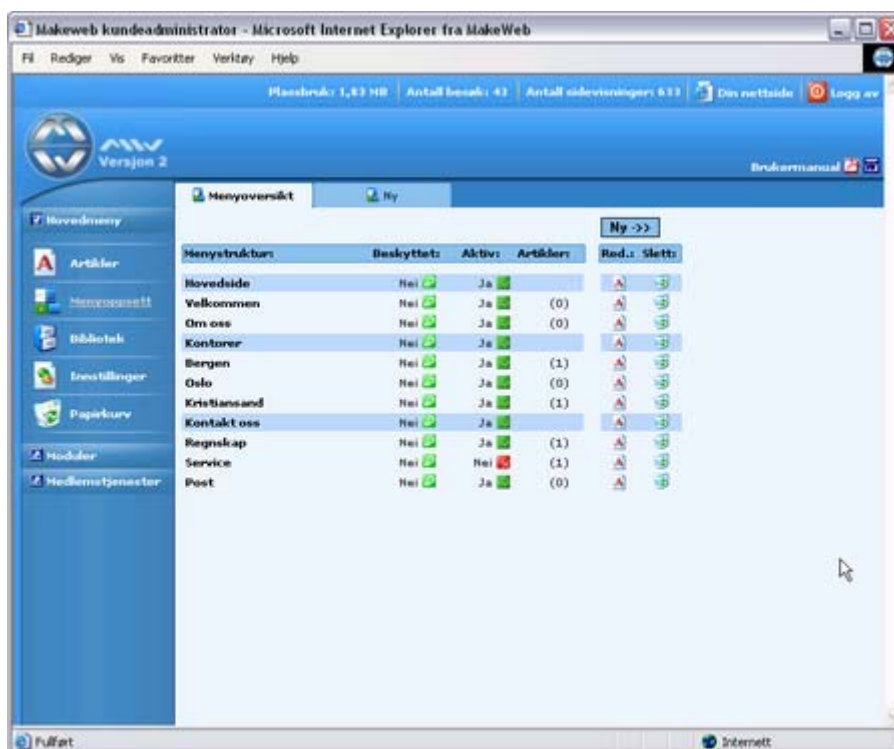 Makeweb kundeadministrator - Microsoft Internet Explorer fra MakeWeb
Fil Rediger Vis Favoritter Verktøy Hjelp
Plassbruk: 1,83 MB Antall besøk: 43 Antall sidevisninger: 633 Din nettside Logg av
MW
Versjon 2
Brukermanual
Menyoversikt Ny
Hovedmeny
Ny ->>
Menystruktur: Beskyttet: Aktiv: Artikler: Red.: Slett:
Artikler
Hovedside Nei Ja
Menyoppsett
Velkommen Nei Ja (0)
Om oss Nei Ja (0)
Bibliotek
Kontorer Nei Ja
Bergen Nei Ja (1)
Innstillinger
Oslo Nei Ja (0)
Kristiansand Nei Ja (1)
Papirkurv
Kontakt oss Nei Ja
Regnskap Nei Ja (1)
Moduler
Service Nei Nei (1)
Medlemstjenester
Post Nei Ja (0)
Fullført Internett